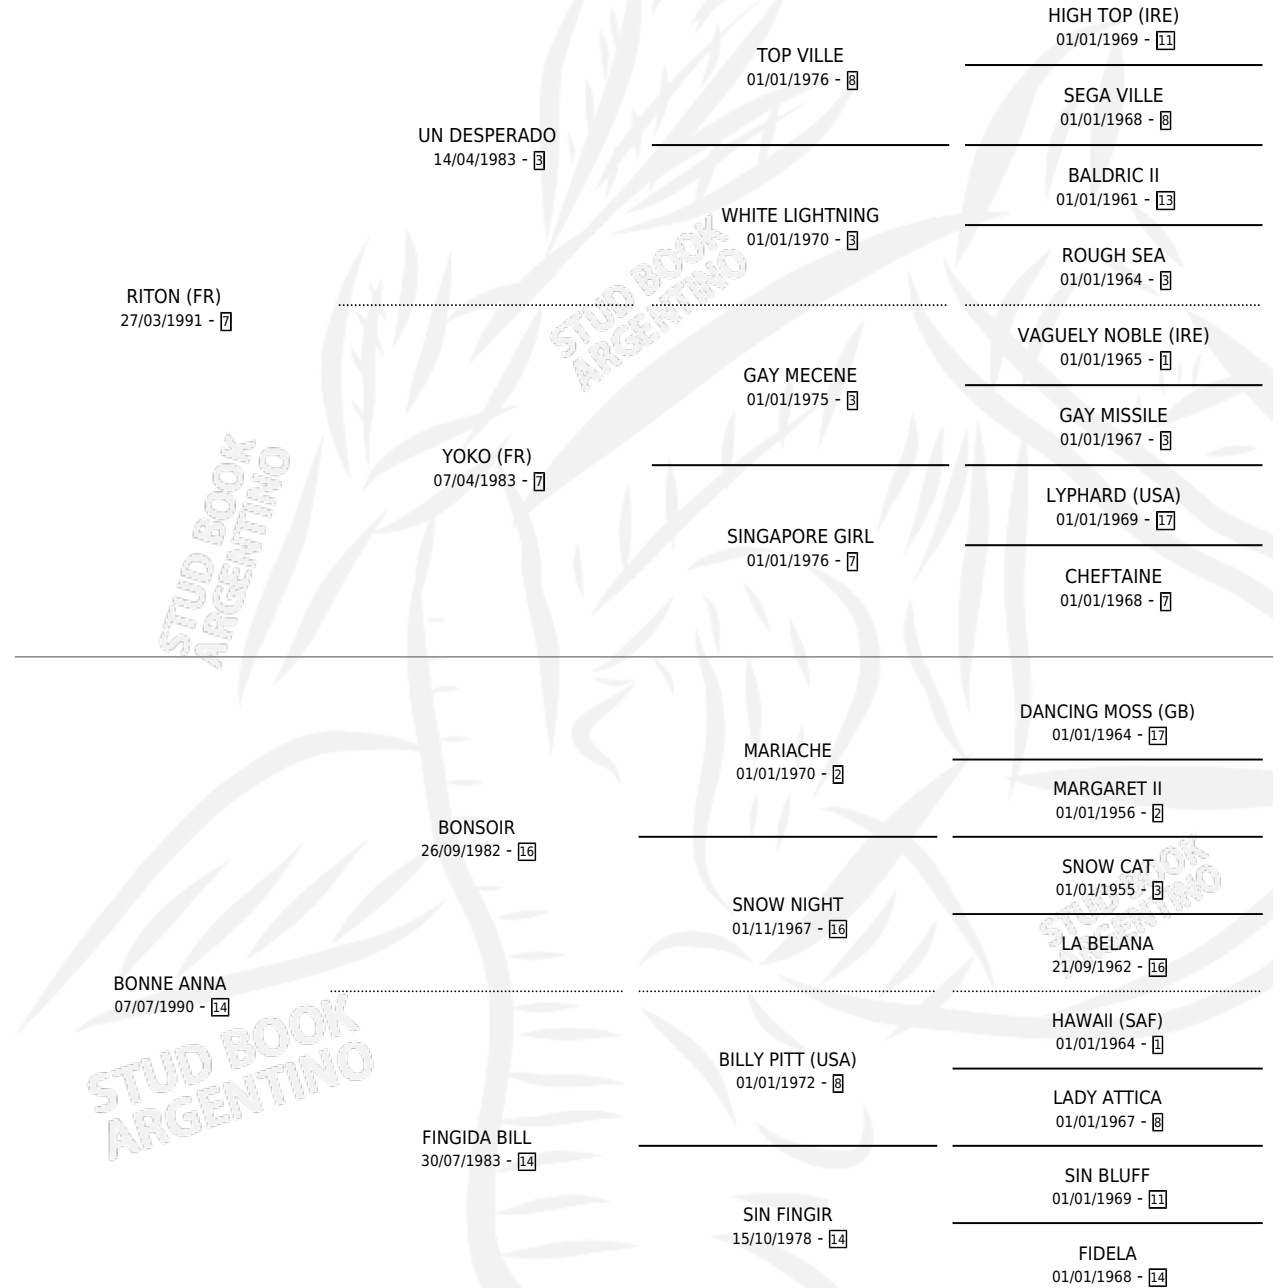 HIGH TOP (IRE)
01/01/1969 - 11
TOP VILLE
01/01/1976 - 8
SEGA VILLE
01/01/1968 - 8
UN DESPERADO
14/04/1983 - 3
BALDRIC II
01/01/1961 - 13
WHITE LIGHTNING
01/01/1970 - 3
ROUGH SEA
01/01/1964 - 3
RITON (FR)
27/03/1991 - 7
VAGUELY NOBLE (IRE)
01/01/1965 - 1
GAY MECENE
01/01/1975 - 3
GAY MISSILE
01/01/1967 - 3
YOKO (FR)
07/04/1983 - 7
LYPHARD (USA)
01/01/1969 - 17
SINGAPORE GIRL
01/01/1976 - 7
CHEFTAINE
01/01/1968 - 7
DANCING MOSS (GB)
01/01/1964 - 17
MARIACHE
01/01/1970 - 2
MARGARET II
01/01/1956 - 2
BONSOIR
26/09/1982 - 16
SNOW CAT
01/01/1955 - 3
SNOW NIGHT
01/11/1967 - 16
LA BELANA
21/09/1962 - 16
BONNE ANNA
07/07/1990 - 14
HAWAII (SAF)
01/01/1964 - 1
BILLY PITT (USA)
01/01/1972 - 8
LADY ATTICA
01/01/1967 - 8
FINGIDA BILL
30/07/1983 - 14
SIN BLUFF
01/01/1969 - 11
SIN FINGIR
15/10/1978 - 14
FIDELA
01/01/1968 - 14
STUD BOOK
ARGENTINO
STUD BOOK
ARGENTINO
STUD BOOK
ARGENTINO
STUD BOOK
ARGENTINO